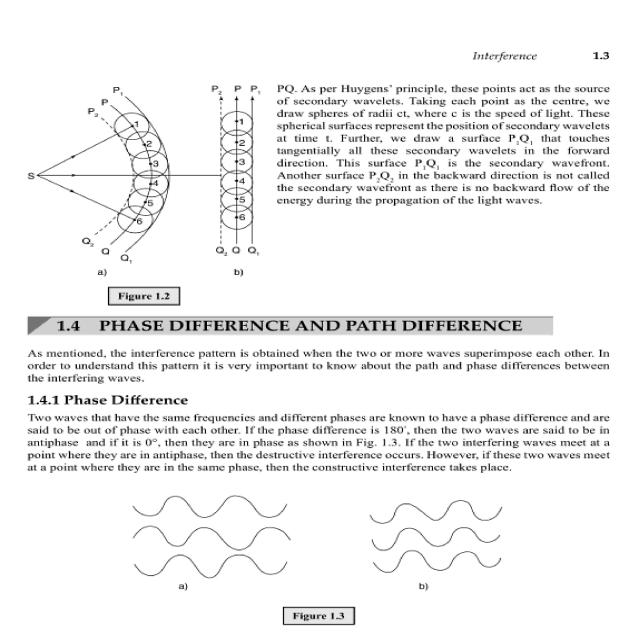 Interference 1.3
P₁
P
P₂
S
1
2
3
4
5
6
Q₂
Q
Q₁
a)
P₂ P P₁
1
2
3
4
5
6
Q₂ Q Q₁
b)
Figure 1.2
PQ. As per Huygens' principle, these points act as the source
of secondary wavelets. Taking each point as the centre, we
draw spheres of radii ct, where c is the speed of light. These
spherical surfaces represent the position of secondary wavelets
at time t. Further, we draw a surface P₁Q₁ that touches
tangentially all these secondary wavelets in the forward
direction. This surface P₁Q₁ is the secondary wavefront.
Another surface P₂Q₂ in the backward direction is not called
the secondary wavefront as there is no backward flow of the
energy during the propagation of the light waves.
1.4 PHASE DIFFERENCE AND PATH DIFFERENCE
As mentioned, the interference pattern is obtained when the two or more waves superimpose each other. In
order to understand this pattern it is very important to know about the path and phase differences between
the interfering waves.
1.4.1 Phase Difference
Two waves that have the same frequencies and different phases are known to have a phase difference and are
said to be out of phase with each other. If the phase difference is 180°, then the two waves are said to be in
antiphase and if it is 0°, then they are in phase as shown in Fig. 1.3. If the two interfering waves meet at a
point where they are in antiphase, then the destructive interference occurs. However, if these two waves meet
at a point where they are in the same phase, then the constructive interference takes place.
a) b)
Figure 1.3